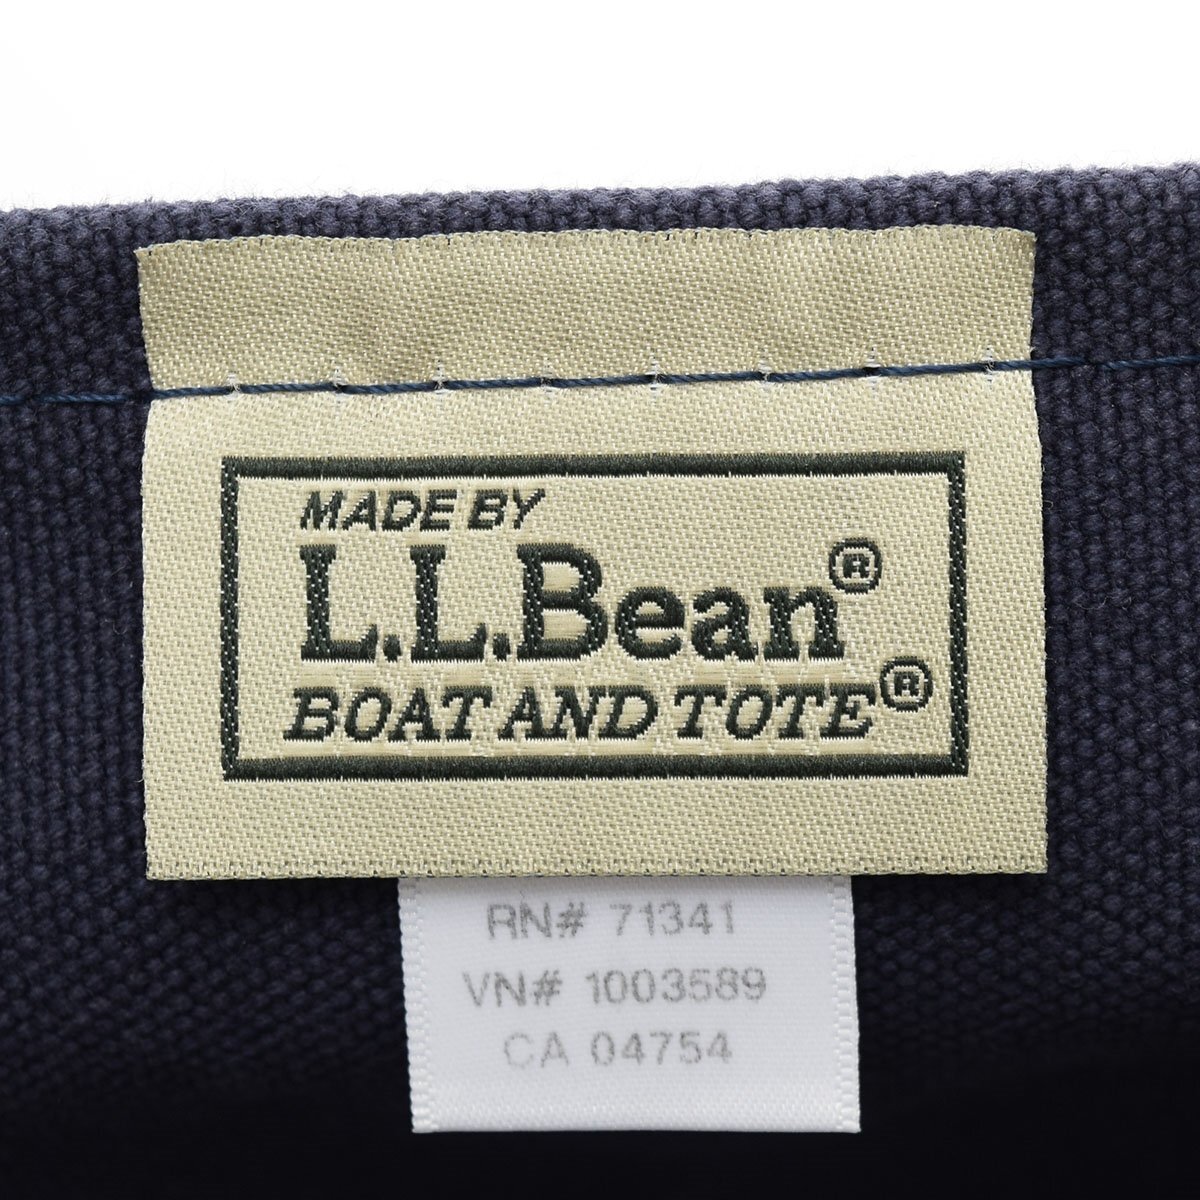 MADE BY
L.L.Bean®
BOAT AND TOTE®
RN# 71341
VN# 1003589
CA 04754